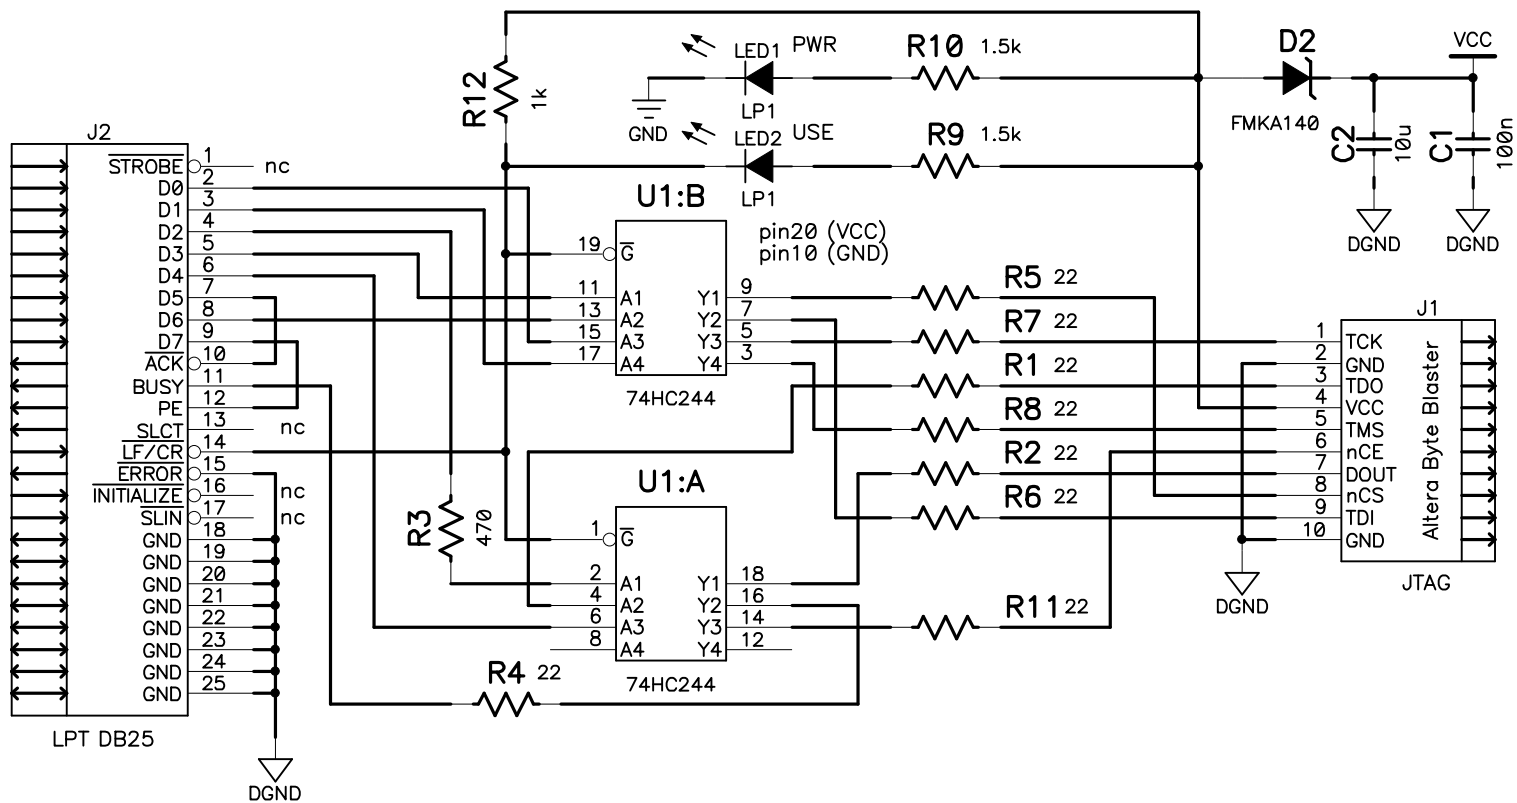 J2
STROBE 1 nc
D0 2
D1 3
D2 4
D3 5
D4 6
D5 7
D6 8
D7 9
ACK 10
BUSY 11
PE 12
SLCT 13 nc
LF/CR 14
ERROR 15
INITIALIZE 16 nc
SLIN 17 nc
GND 18
GND 19
GND 20
GND 21
GND 22
GND 23
GND 24
GND 25
LPT DB25
DGND
R12 1k
R3 470
R4 22
LED1 PWR
LP1
GND
R10 1.5k
LED2 USE
LP1
R9 1.5k
D2
FMKA140
VCC
C2 10u
C1 100n
DGND
DGND
U1:B
pin20 (VCC)
pin10 (GND)
19 G
11 A1 Y1 9
13 A2 Y2 7
15 A3 Y3 5
17 A4 Y4 3
74HC244
U1:A
1 G
2 A1 Y1 18
4 A2 Y2 16
6 A3 Y3 14
8 A4 Y4 12
74HC244
R5 22
R7 22
R1 22
R8 22
R2 22
R6 22
R11 22
J1
1 TCK
2 GND
3 TDO
4 VCC
5 TMS
6 nCE
7 DOUT
8 nCS
9 TDI
10 GND
Altera Byte Blaster
JTAG
DGND